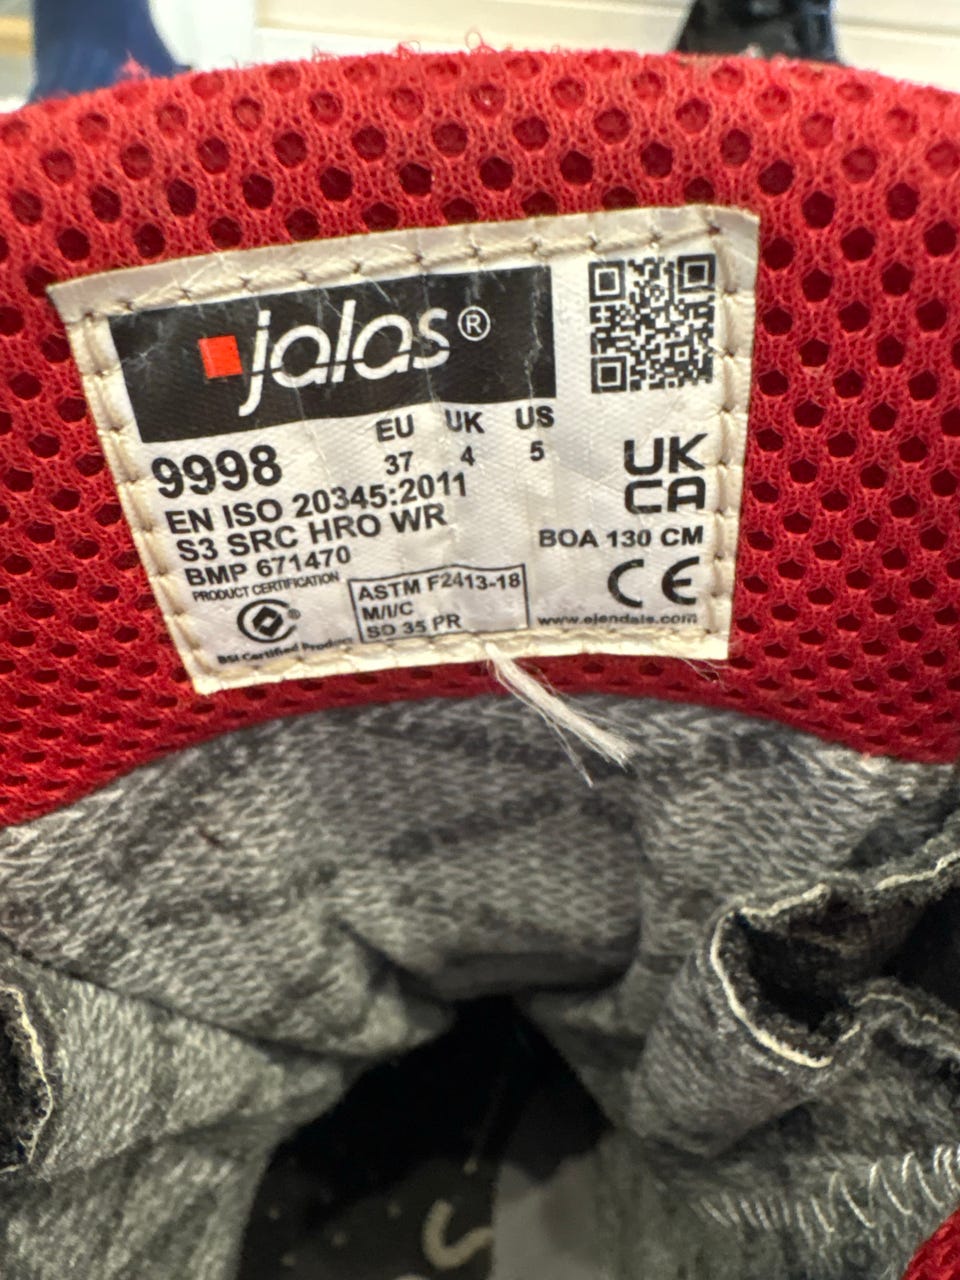 jalas®
EU UK US
9998 37 4 5
EN ISO 20345:2011
S3 SRC HRO WR
BMP 671470
PRODUCT CERTIFICATION
®
BSI Certified Product
ASTM F2413-18
M/I/C
SD 35 PR
UK
CA
BOA 130 CM
CE
www.ejendals.com